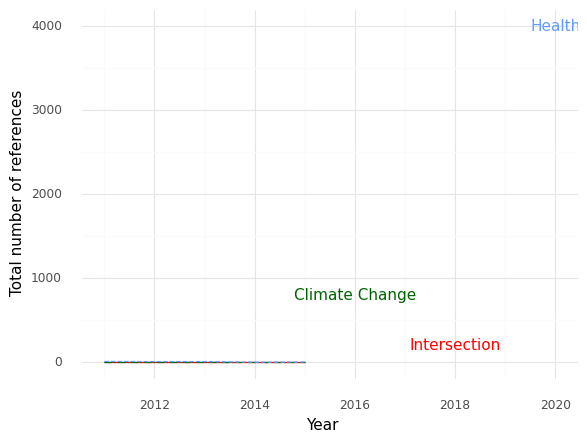 4000
Health
3000
Total number of references
2000
1000
Climate Change
Intersection
0
2012 2014 2016 2018 2020
Year